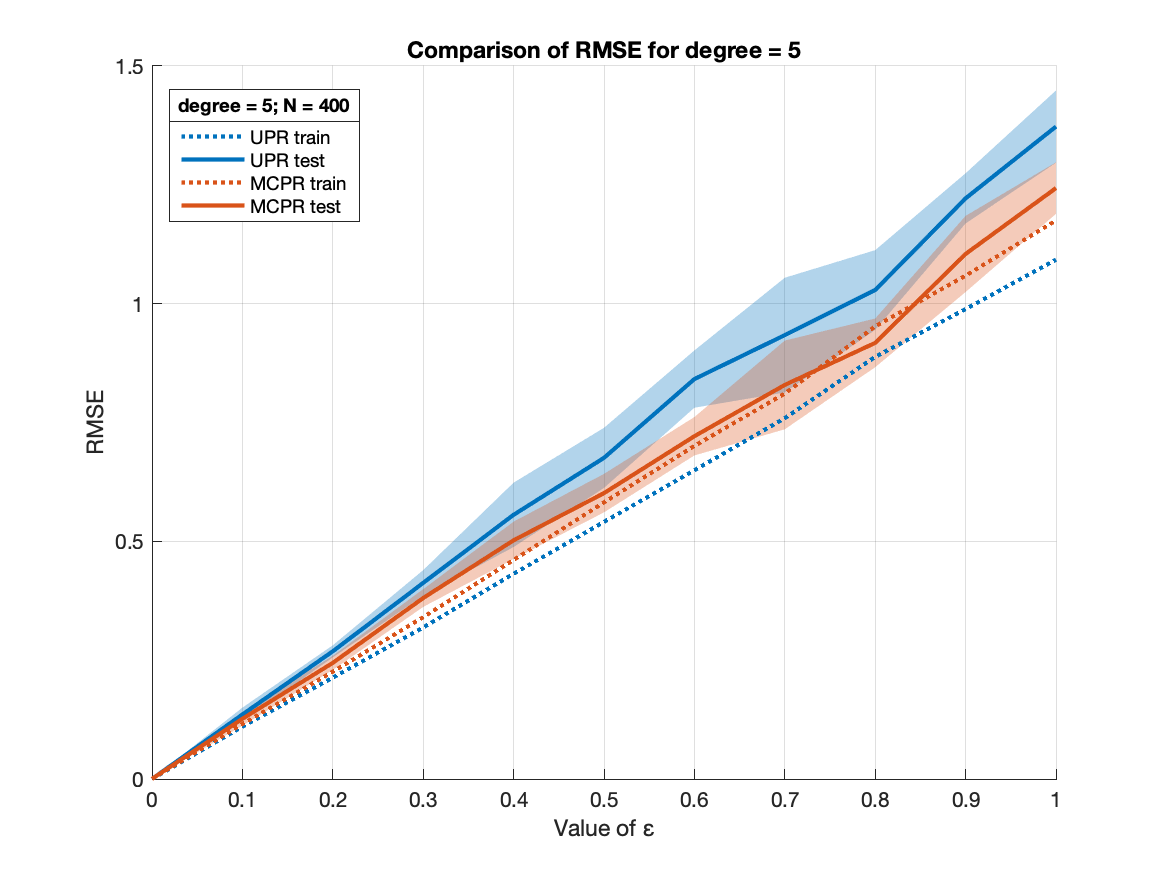 Comparison of RMSE for degree = 5
1.5
degree = 5; N = 400
UPR train
UPR test
MCPR train
MCPR test
1
RMSE
0.5
0
0 0.1 0.2 0.3 0.4 0.5 0.6 0.7 0.8 0.9 1
Value of ε